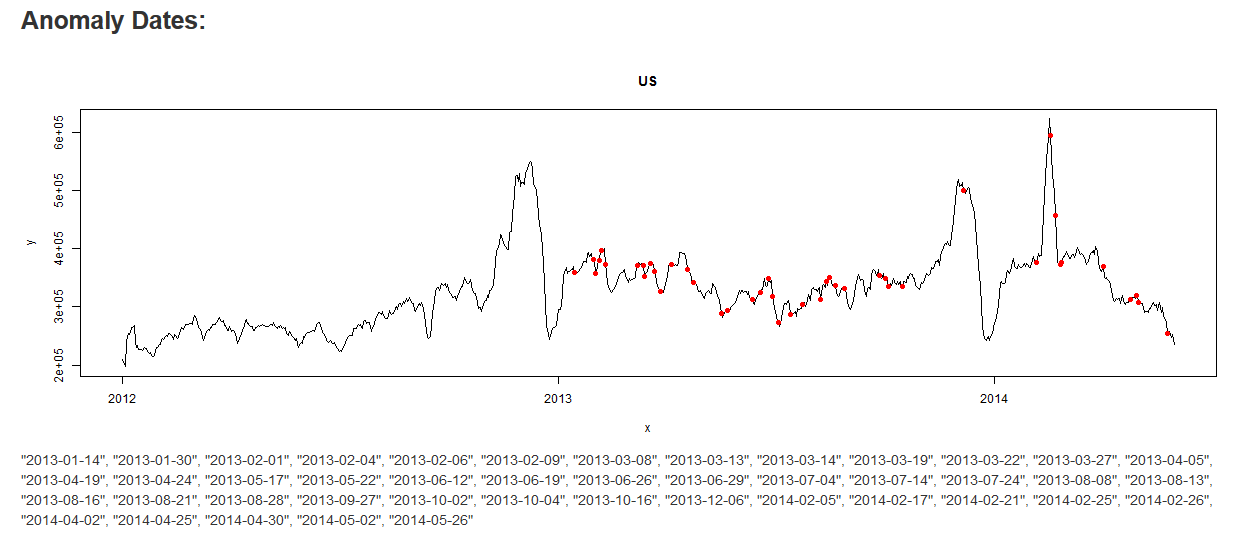 Anomaly Dates:
US
6e+05
5e+05
4e+05
3e+05
2e+05
y
2012 2013 2014
x
"2013-01-14", "2013-01-30", "2013-02-01", "2013-02-04", "2013-02-06", "2013-02-09", "2013-03-08", "2013-03-13", "2013-03-14", "2013-03-19", "2013-03-22", "2013-03-27", "2013-04-05",
"2013-04-19", "2013-04-24", "2013-05-17", "2013-05-22", "2013-06-12", "2013-06-19", "2013-06-26", "2013-06-29", "2013-07-04", "2013-07-14", "2013-07-24", "2013-08-08", "2013-08-13",
"2013-08-16", "2013-08-21", "2013-08-28", "2013-09-27", "2013-10-02", "2013-10-04", "2013-10-16", "2013-12-06", "2014-02-05", "2014-02-17", "2014-02-21", "2014-02-25", "2014-02-26",
"2014-04-02", "2014-04-25", "2014-04-30", "2014-05-02", "2014-05-26"